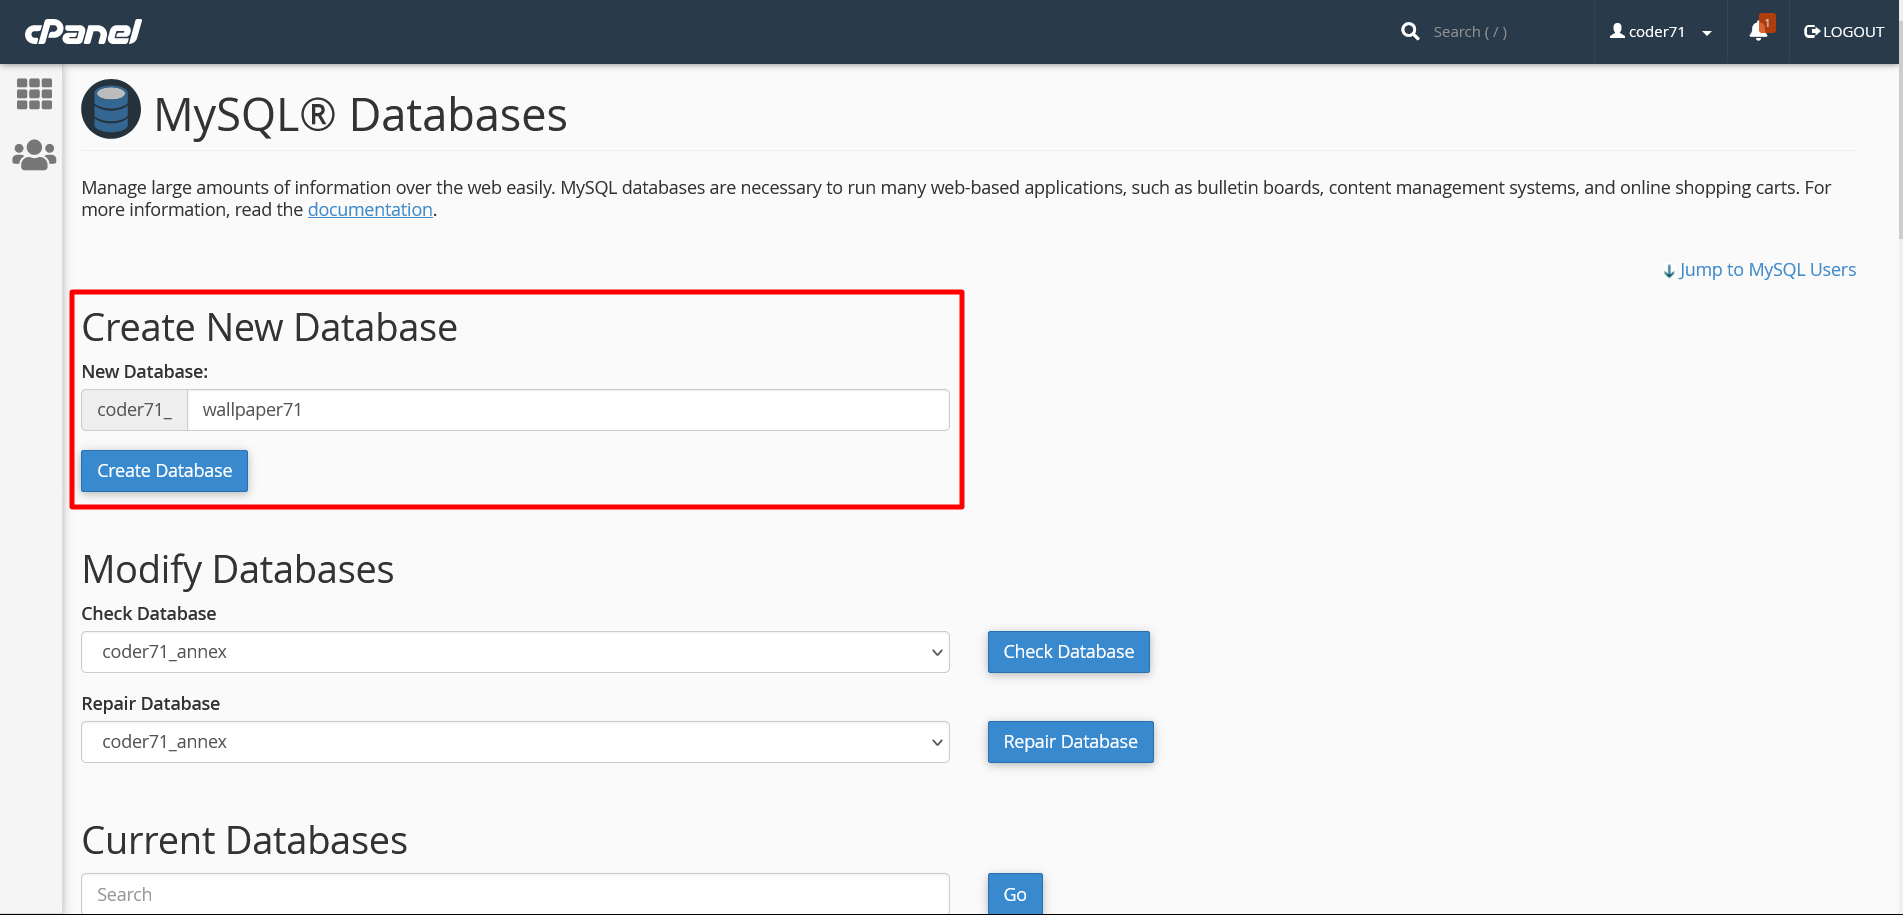 cPanel
Search ( / )
coder71
1
LOGOUT
MySQL® Databases
Manage large amounts of information over the web easily. MySQL databases are necessary to run many web-based applications, such as bulletin boards, content management systems, and online shopping carts. For
more information, read the documentation.
Jump to MySQL Users
Create New Database
New Database:
coder71_ wallpaper71
Create Database
Modify Databases
Check Database
coder71_annex
Check Database
Repair Database
coder71_annex
Repair Database
Current Databases
Search
Go